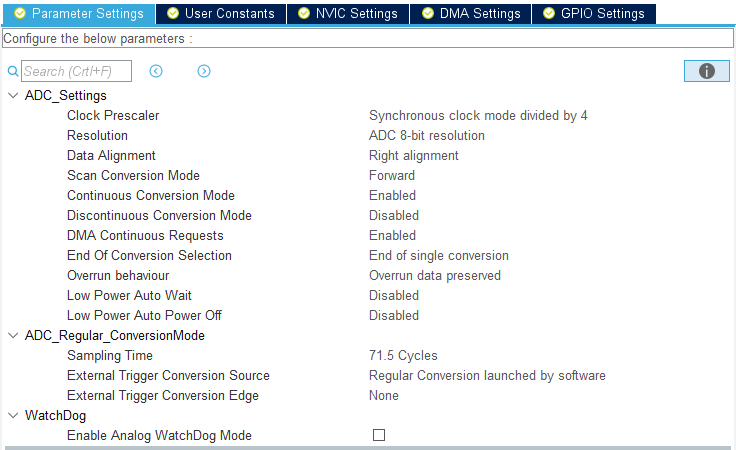 Parameter Settings User Constants NVIC Settings DMA Settings GPIO Settings
Configure the below parameters :
Search (Crtl+F)
ADC_Settings
Clock Prescaler Synchronous clock mode divided by 4
Resolution ADC 8-bit resolution
Data Alignment Right alignment
Scan Conversion Mode Forward
Continuous Conversion Mode Enabled
Discontinuous Conversion Mode Disabled
DMA Continuous Requests Enabled
End Of Conversion Selection End of single conversion
Overrun behaviour Overrun data preserved
Low Power Auto Wait Disabled
Low Power Auto Power Off Disabled
ADC_Regular_ConversionMode
Sampling Time 71.5 Cycles
External Trigger Conversion Source Regular Conversion launched by software
External Trigger Conversion Edge None
WatchDog
Enable Analog WatchDog Mode